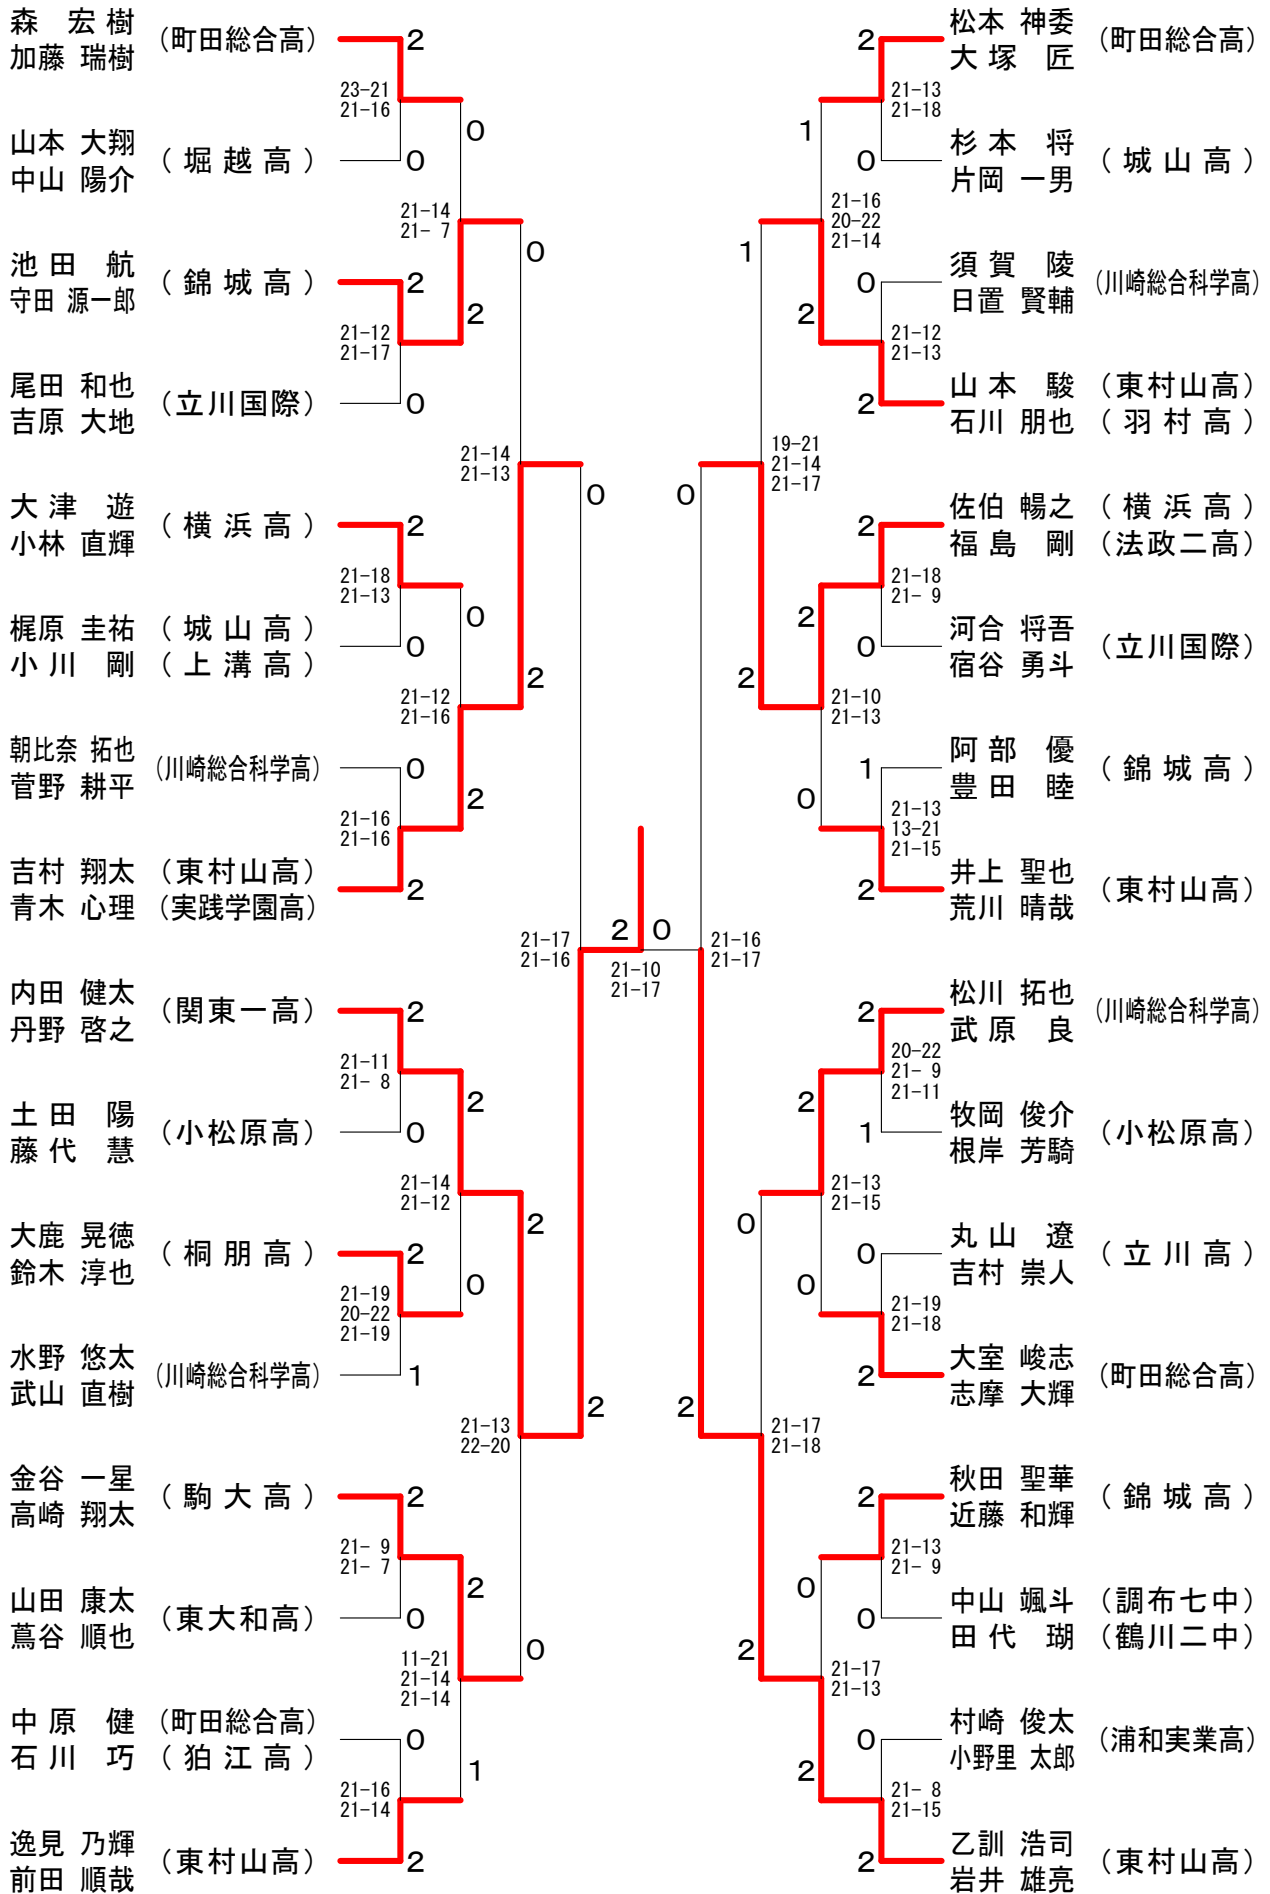 森 宏樹 (町田総合高) 2
加藤 瑞樹
23-21
21-16
0
山本 大翔 (堀越高) 0
中山 陽介
21-14
21- 7
0
池田 航 (錦城高) 2
守田 源一郎
2
21-12
21-17
尾田 和也 (立川国際) 0
吉原 大地
21-14
21-13
0
大津 遊 (横浜高) 2
小林 直輝
21-18
21-13
0
梶原 圭祐 (城山高) 0
小川 剛 (上溝高)
2
21-12
21-16
朝比奈 拓也 (川崎総合科学高) 0
菅野 耕平
2
21-16
21-16
吉村 翔太 (東村山高) 2
青木 心理 (実践学園高)
21-17
21-16
内田 健太 (関東一高) 2
丹野 啓之
21-11
21- 8
2
土田 陽 (小松原高) 0
藤代 慧
21-14
21-12
2
大鹿 晃徳 (桐朋高) 2
鈴木 淳也
0
21-19
20-22
21-19
水野 悠太 (川崎総合科学高) 1
武山 直樹
2
21-13
22-20
金谷 一星 (駒大高) 2
高崎 翔太
21- 9
21- 7
2
山田 康太 (東大和高) 0
蔦谷 順也
0
11-21
21-14
21-14
中原 健 (町田総合高) 0
石川 巧 (狛江高)
1
21-16
21-14
逸見 乃輝 (東村山高) 2
前田 順哉
2 0
21-10
21-17
2 松本 神委 (町田総合高)
大塚 匠
21-13
21-18
1
0 杉本 将 (城山高)
片岡 一男
21-16
20-22
21-14
1
0 須賀 陵 (川崎総合科学高)
日置 賢輔
2
21-12
21-13
2 山本 駿 (東村山高)
石川 朋也 (羽村高)
19-21
21-14
21-17
0
2 佐伯 暢之 (横浜高)
福島 剛 (法政二高)
21-18
21- 9
2
0 河合 将吾 (立川国際)
宿谷 勇斗
2
21-10
21-13
1 阿部 優 (錦城高)
豊田 睦
0
21-13
13-21
21-15
2 井上 聖也 (東村山高)
荒川 晴哉
21-16
21-17
2 松川 拓也 (川崎総合科学高)
武原 良
20-22
21- 9
21-11
2
1 牧岡 俊介 (小松原高)
根岸 芳騎
21-13
21-15
0
0 丸山 遼 (立川高)
吉村 崇人
0
21-19
21-18
2 大室 峻志 (町田総合高)
志摩 大輝
2
21-17
21-18
2 秋田 聖華 (錦城高)
近藤 和輝
21-13
21- 9
0
0 中山 颯斗 (調布七中)
田代 瑚 (鶴川二中)
2
21-17
21-13
0 村崎 俊太 (浦和実業高)
小野里 太郎
2
21- 8
21-15
2 乙訓 浩司 (東村山高)
岩井 雄亮